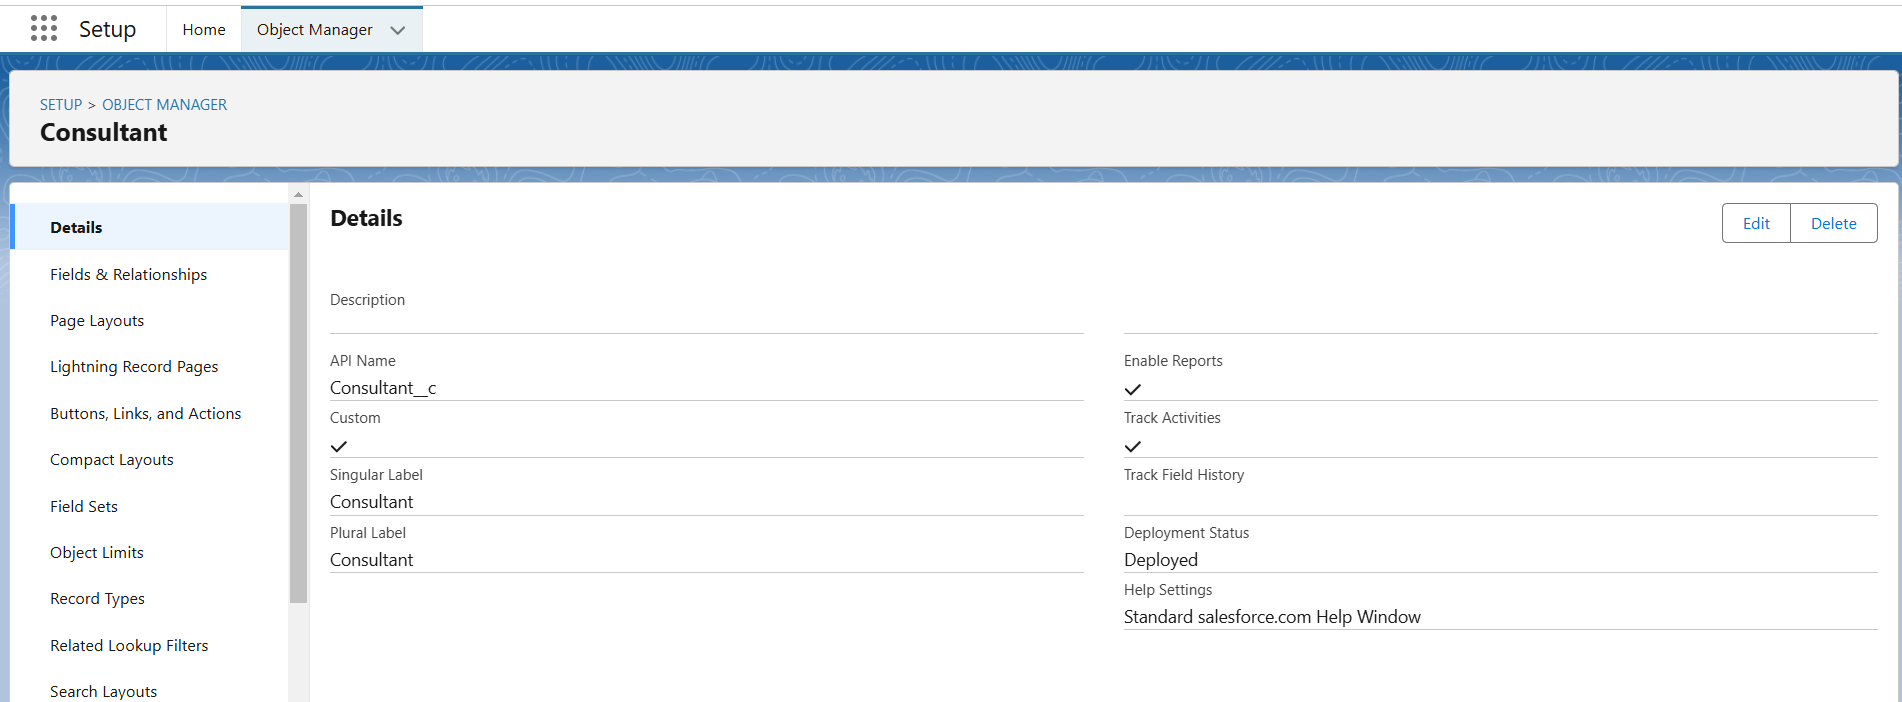 Setup
Home
Object Manager
SETUP > OBJECT MANAGER
Consultant
Details
Fields & Relationships
Page Layouts
Lightning Record Pages
Buttons, Links, and Actions
Compact Layouts
Field Sets
Object Limits
Record Types
Related Lookup Filters
Search Layouts
Details
Edit
Delete
Description
API Name
Consultant__c
Custom
Singular Label
Consultant
Plural Label
Consultant
Enable Reports
Track Activities
Track Field History
Deployment Status
Deployed
Help Settings
Standard salesforce.com Help Window